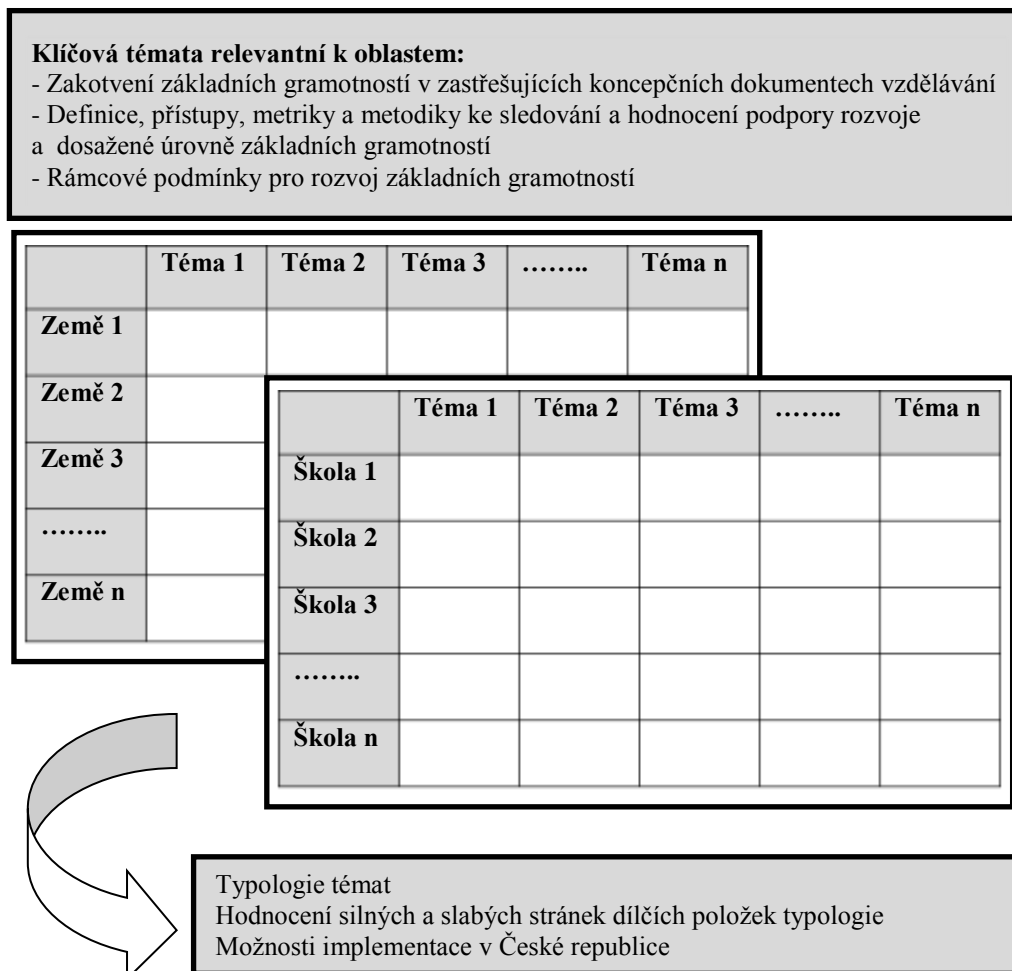 Klíčová témata relevantní k oblastem:
- Zakotvení základních gramotností v zastřešujících koncepčních dokumentech vzdělávání
- Definice, přístupy, metriky a metodiky ke sledování a hodnocení podpory rozvoje
a dosažené úrovně základních gramotností
- Rámcové podmínky pro rozvoj základních gramotností
Téma 1 Téma 2 Téma 3 …….. Téma n
Země 1
Země 2
Země 3
……..
Země n
Téma 1 Téma 2 Téma 3 …….. Téma n
Škola 1
Škola 2
Škola 3
……..
Škola n
Typologie témat
Hodnocení silných a slabých stránek dílčích položek typologie
Možnosti implementace v České republice